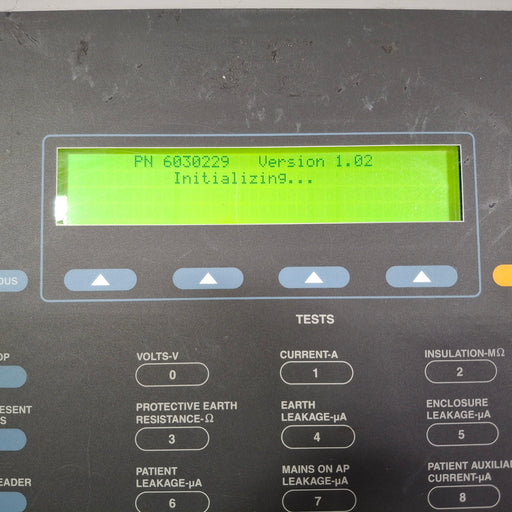 PN 6030229 Version 1.02
Initializing...
OUS
TESTS
OP
VOLTS-V
0
CURRENT-A
1
INSULATION-MΩ
2
RESENT
S
PROTECTIVE EARTH
RESISTANCE-Ω
3
EARTH
LEAKAGE-µA
4
ENCLOSURE
LEAKAGE-µA
5
EADER
PATIENT
LEAKAGE-µA
6
MAINS ON AP
LEAKAGE-µA
7
PATIENT AUXILIA
CURRENT-µA
8